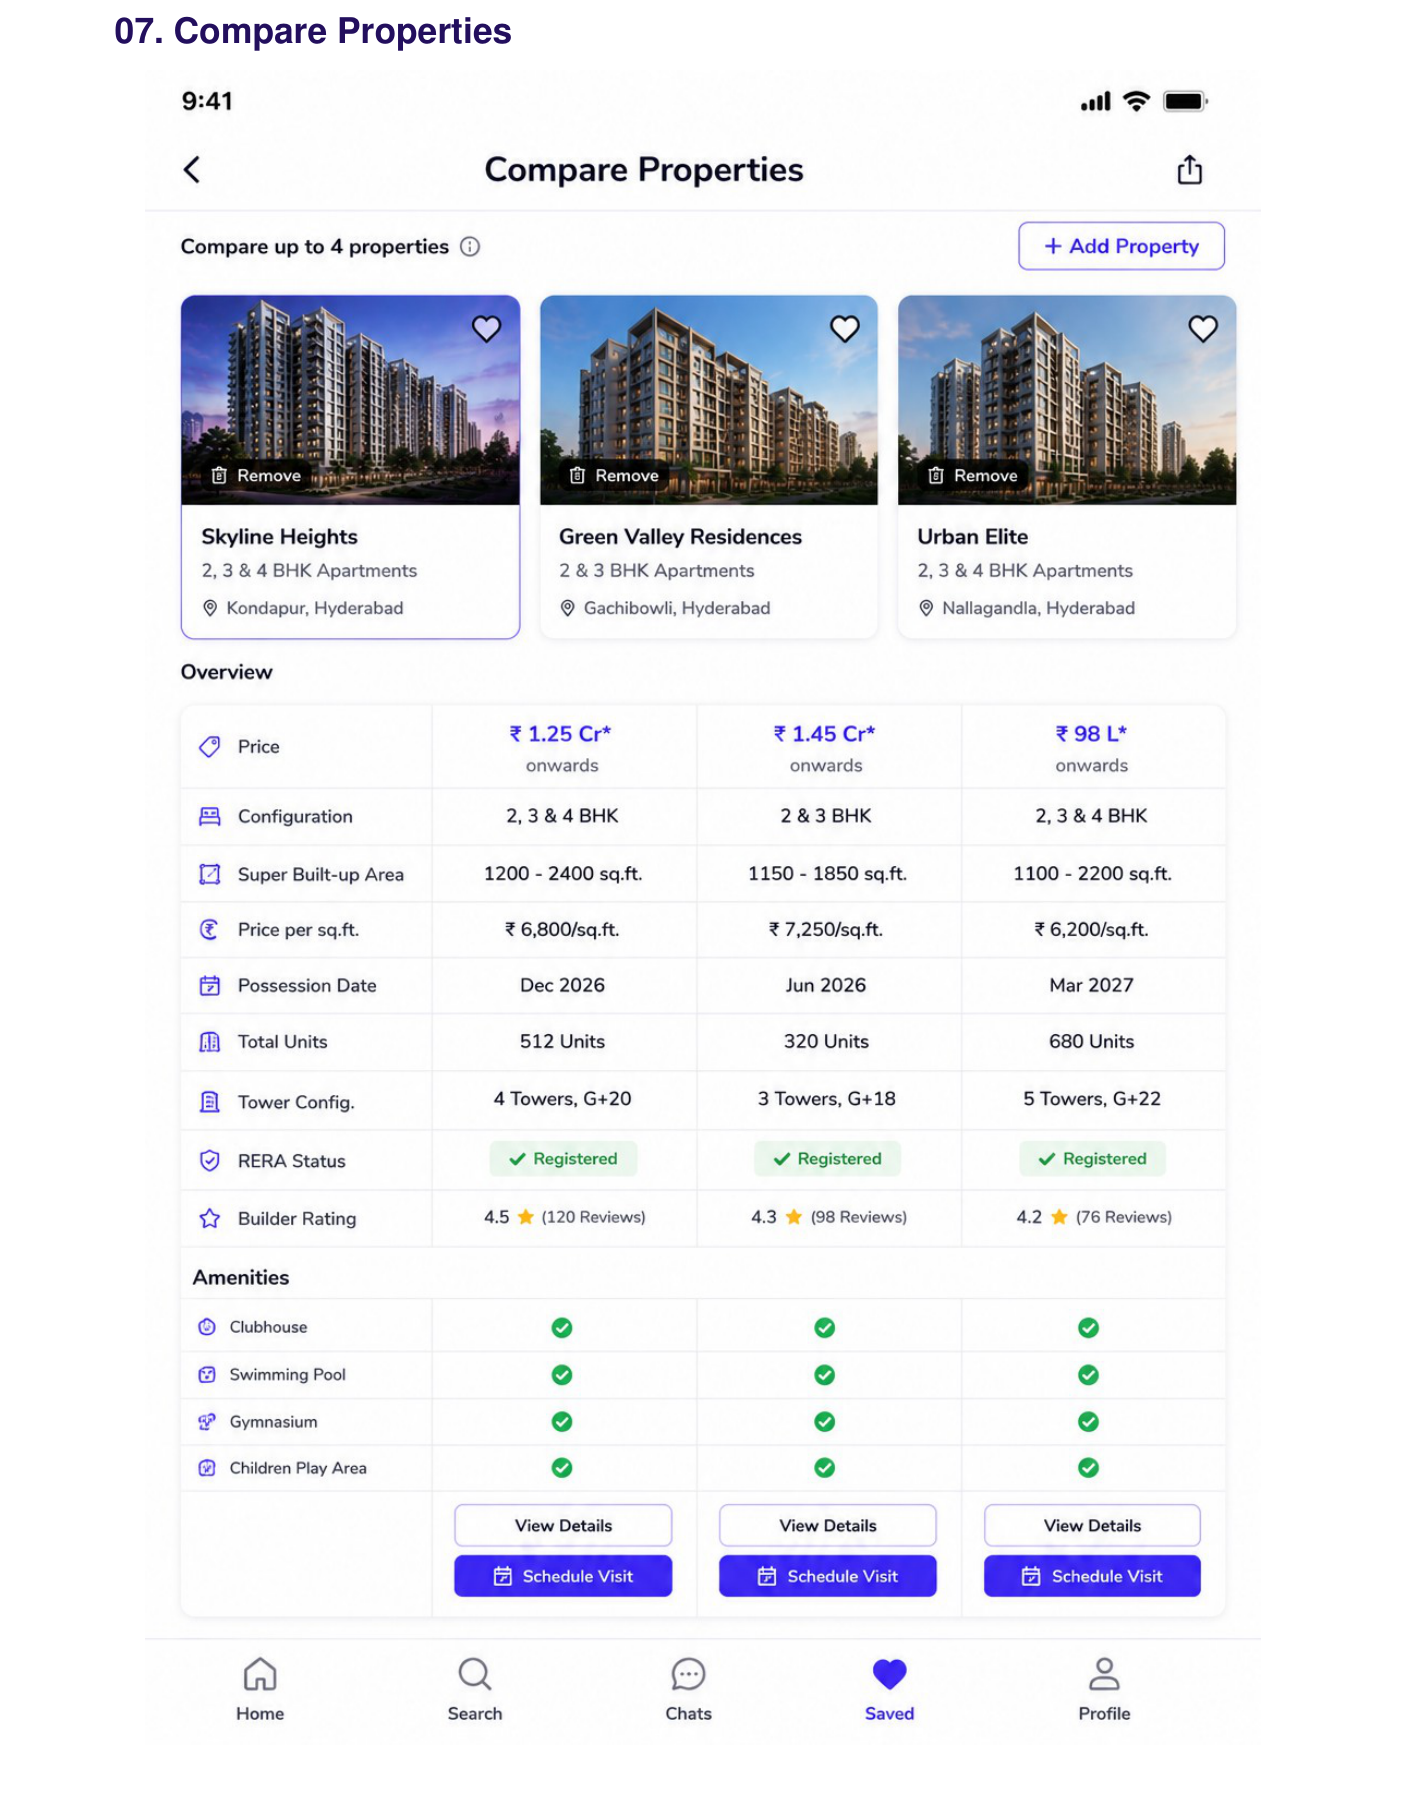 07. Compare Properties
9:41
Compare Properties
Compare up to 4 properties
+ Add Property
Remove
Remove
Remove
Skyline Heights
2, 3 & 4 BHK Apartments
Kondapur, Hyderabad
Green Valley Residences
2 & 3 BHK Apartments
Gachibowli, Hyderabad
Urban Elite
2, 3 & 4 BHK Apartments
Nallagandla, Hyderabad
Overview
Price ₹ 1.25 Cr* onwards ₹ 1.45 Cr* onwards ₹ 98 L* onwards
Configuration 2, 3 & 4 BHK 2 & 3 BHK 2, 3 & 4 BHK
Super Built-up Area 1200 - 2400 sq.ft. 1150 - 1850 sq.ft. 1100 - 2200 sq.ft.
Price per sq.ft. ₹ 6,800/sq.ft. ₹ 7,250/sq.ft. ₹ 6,200/sq.ft.
Possession Date Dec 2026 Jun 2026 Mar 2027
Total Units 512 Units 320 Units 680 Units
Tower Config. 4 Towers, G+20 3 Towers, G+18 5 Towers, G+22
RERA Status Registered Registered Registered
Builder Rating 4.5 (120 Reviews) 4.3 (98 Reviews) 4.2 (76 Reviews)
Amenities
Clubhouse
Swimming Pool
Gymnasium
Children Play Area
View Details View Details View Details
Schedule Visit Schedule Visit Schedule Visit
Home Search Chats Saved Profile